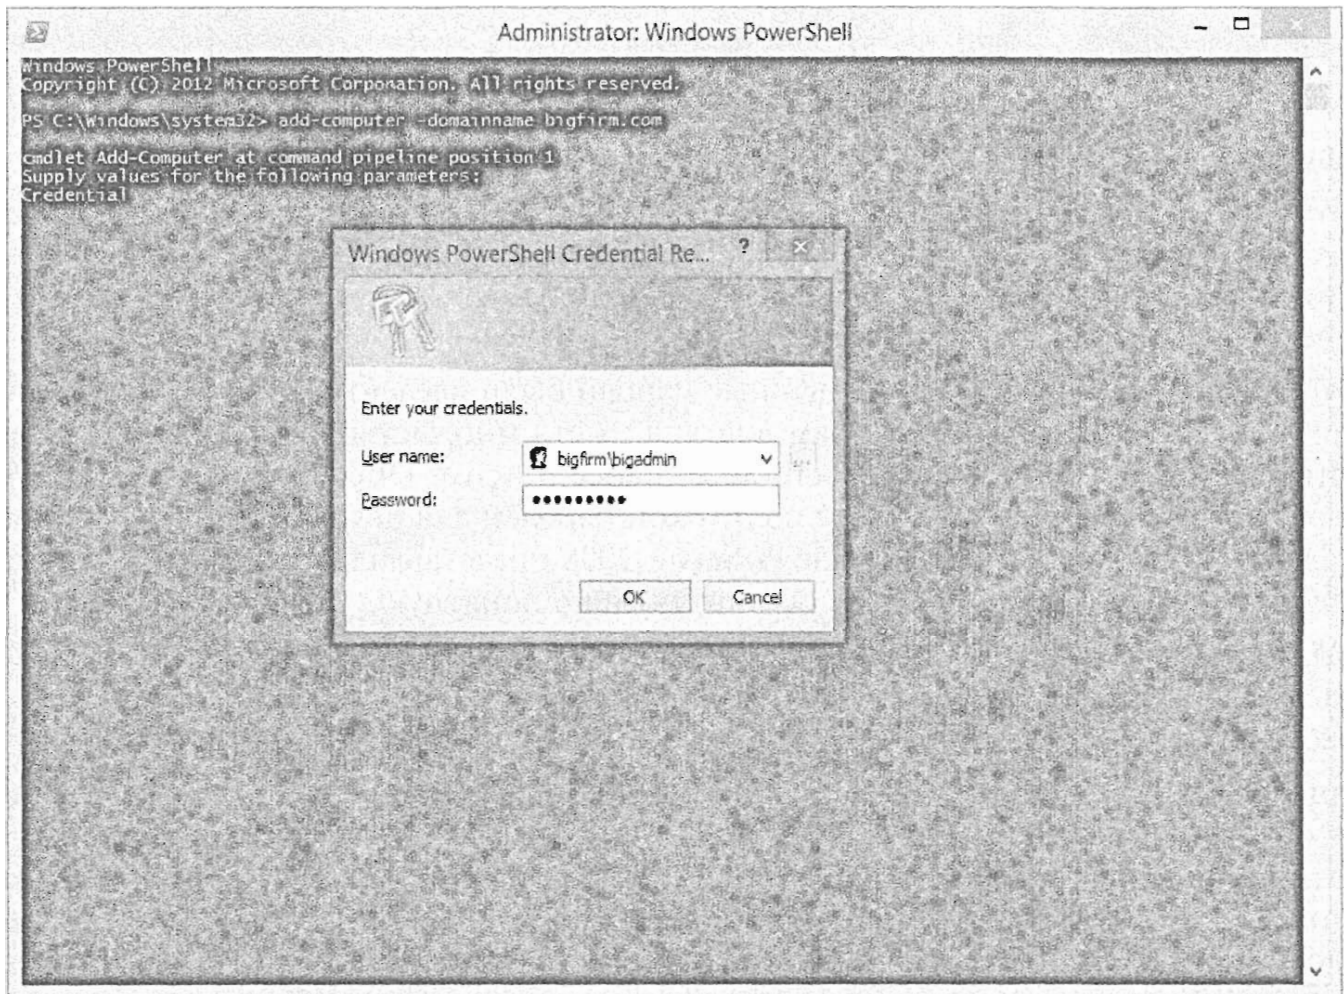 Administrator: Windows PowerShell
Windows PowerShell
Copyright (C) 2012 Microsoft Corporation. All rights reserved.
PS C:\Windows\system32> add-computer -domainname bigfirm.com
cmdlet Add-Computer at command pipeline position 1
Supply values for the following parameters:
Credential
Windows PowerShell Credential Re... ? ×
Enter your credentials.
User name: bigfirm\bigadmin ...
Password: •••••••••
OK Cancel